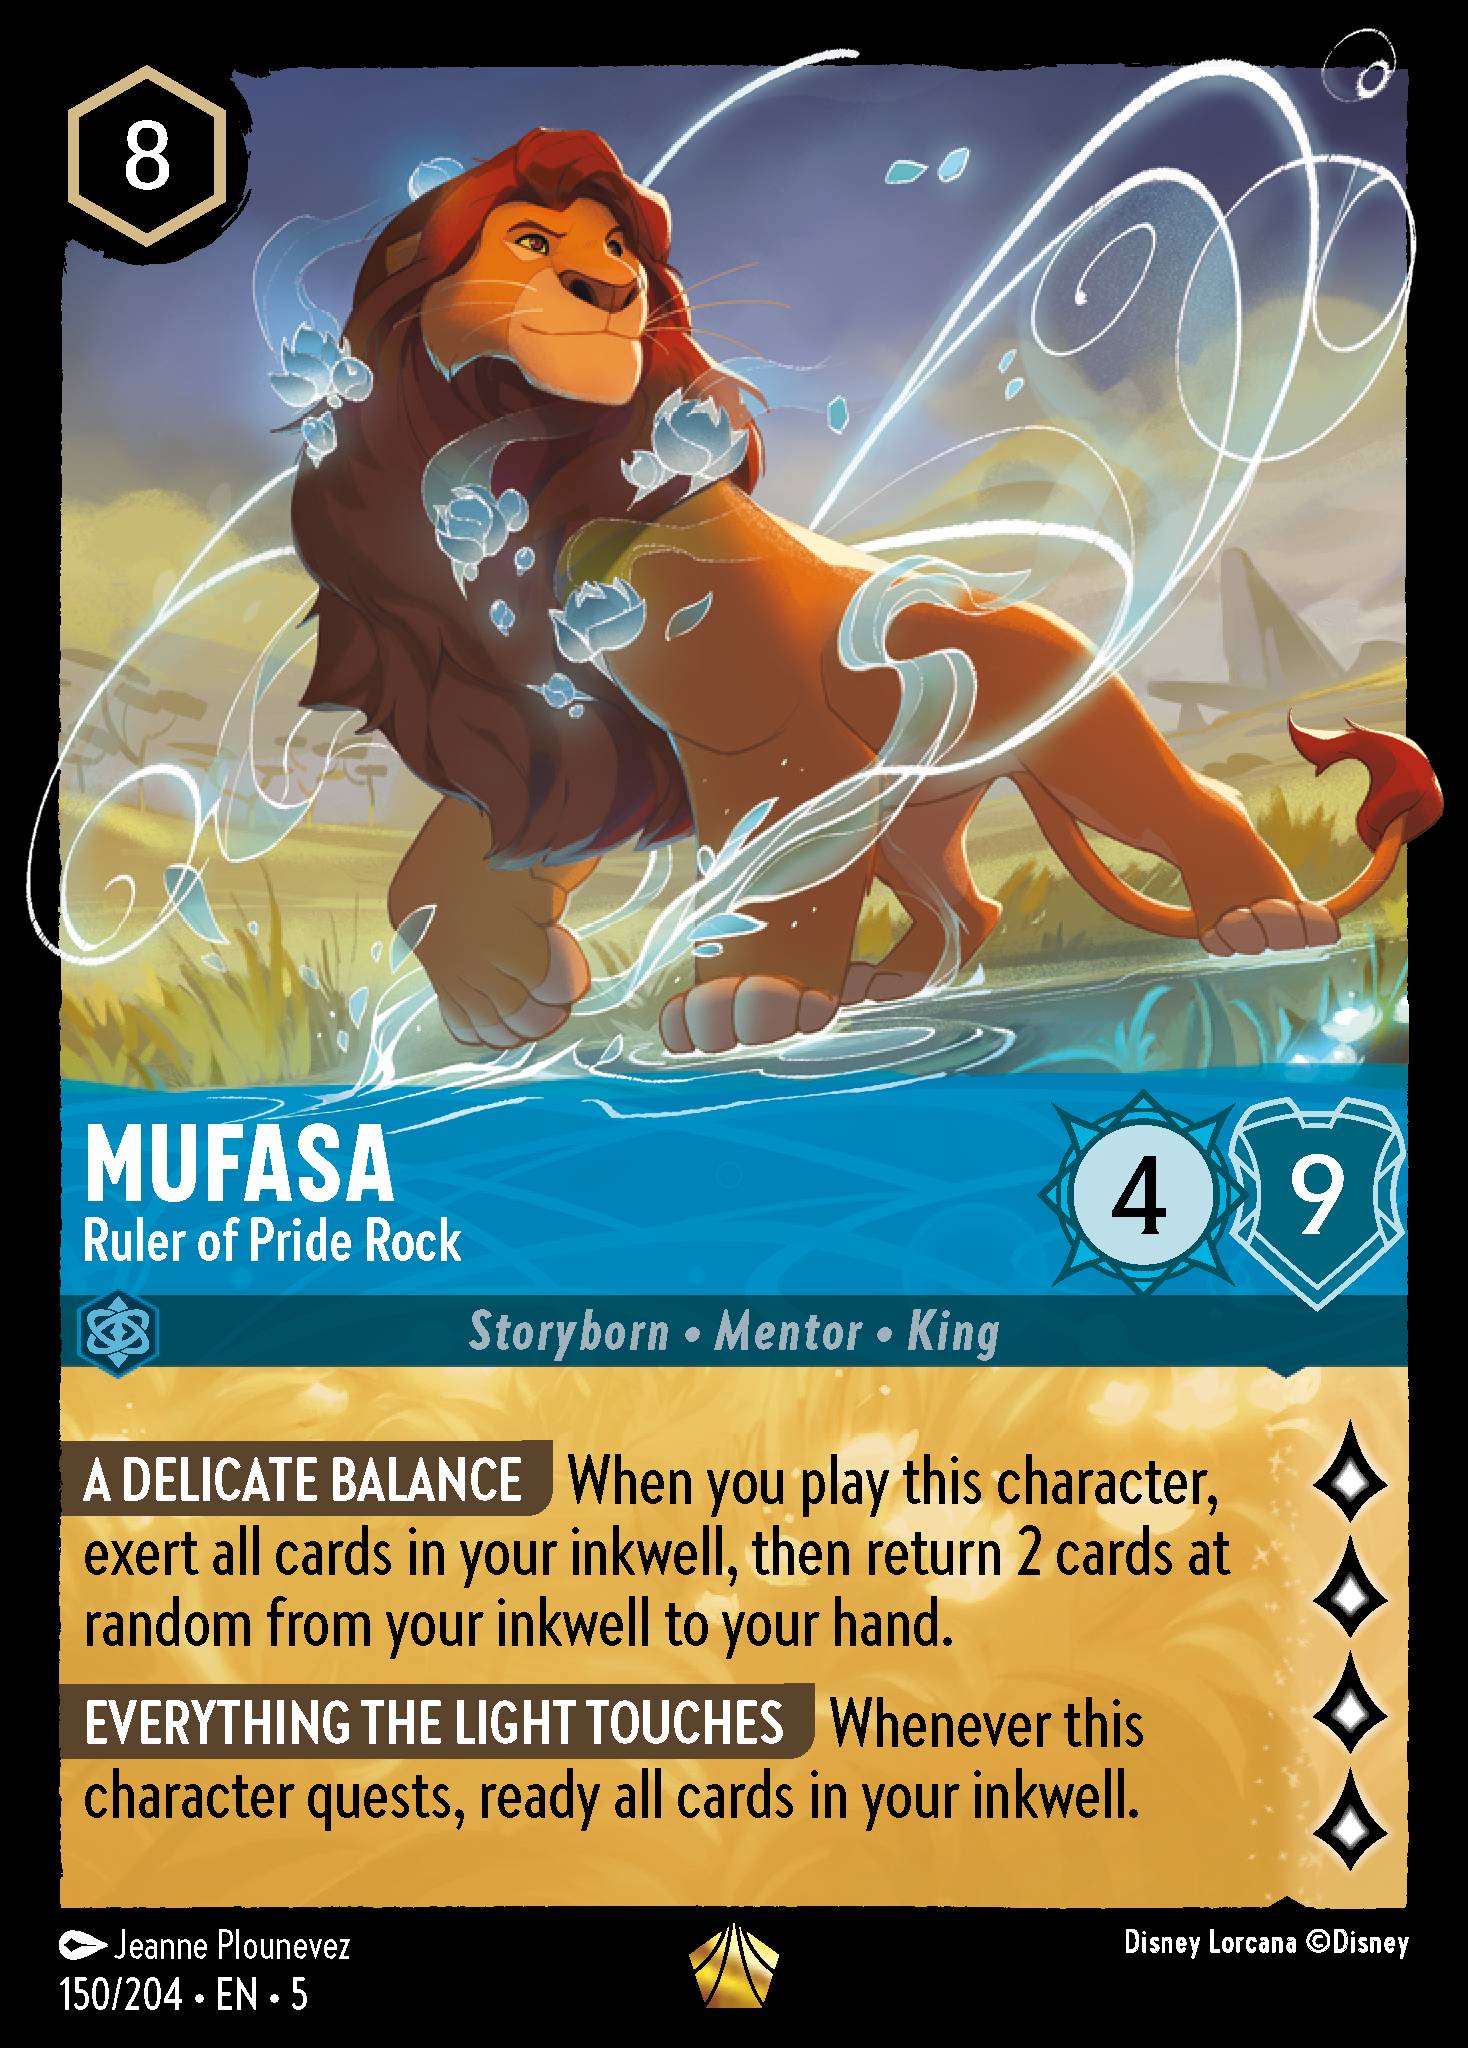 8
MUFASA
Ruler of Pride Rock
4
9
Storyborn • Mentor • King
A DELICATE BALANCE When you play this character,
exert all cards in your inkwell, then return 2 cards at
random from your inkwell to your hand.
EVERYTHING THE LIGHT TOUCHES Whenever this
character quests, ready all cards in your inkwell.
Jeanne Plounevez
150/204 • EN • 5
Disney Lorcana ©Disney